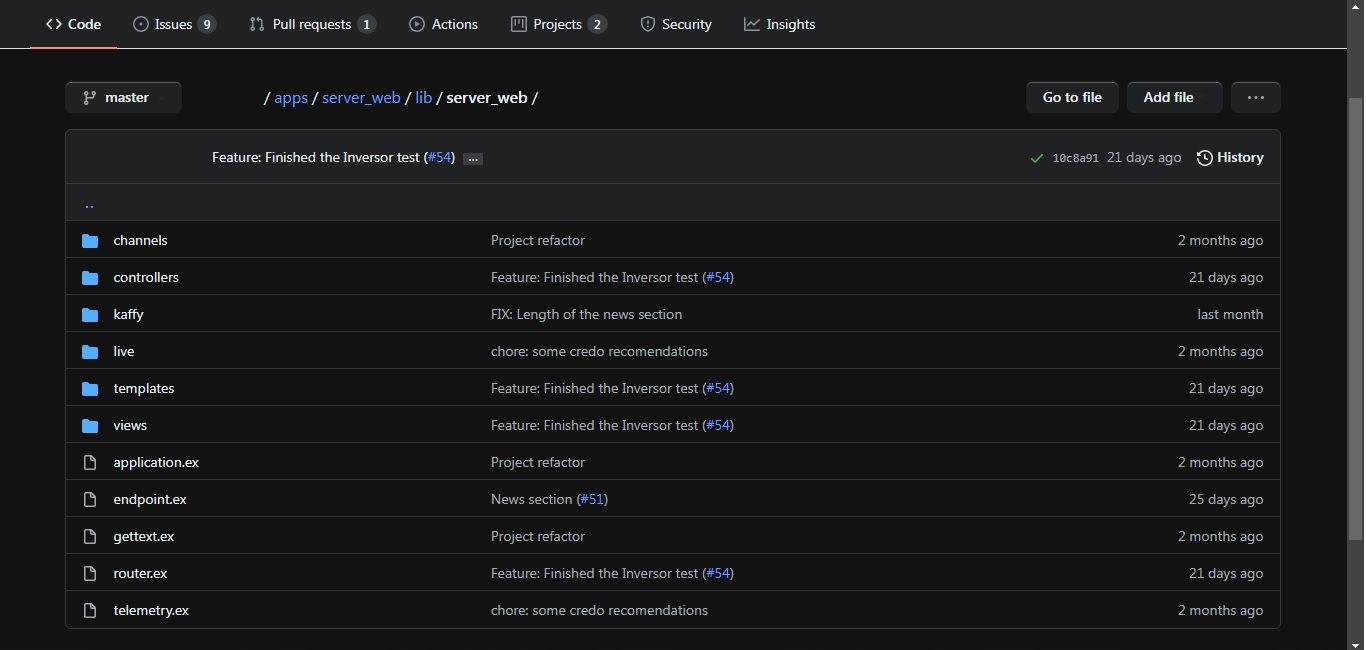 Code Issues 9 Pull requests 1 Actions Projects 2 Security Insights
master / apps / server_web / lib / server_web / Go to file Add file ...
Feature: Finished the Inversor test (#54) ... 10c8a91 21 days ago History
..
channels Project refactor 2 months ago
controllers Feature: Finished the Inversor test (#54) 21 days ago
kaffy FIX: Length of the news section last month
live chore: some credo recomendations 2 months ago
templates Feature: Finished the Inversor test (#54) 21 days ago
views Feature: Finished the Inversor test (#54) 21 days ago
application.ex Project refactor 2 months ago
endpoint.ex News section (#51) 25 days ago
gettext.ex Project refactor 2 months ago
router.ex Feature: Finished the Inversor test (#54) 21 days ago
telemetry.ex chore: some credo recomendations 2 months ago